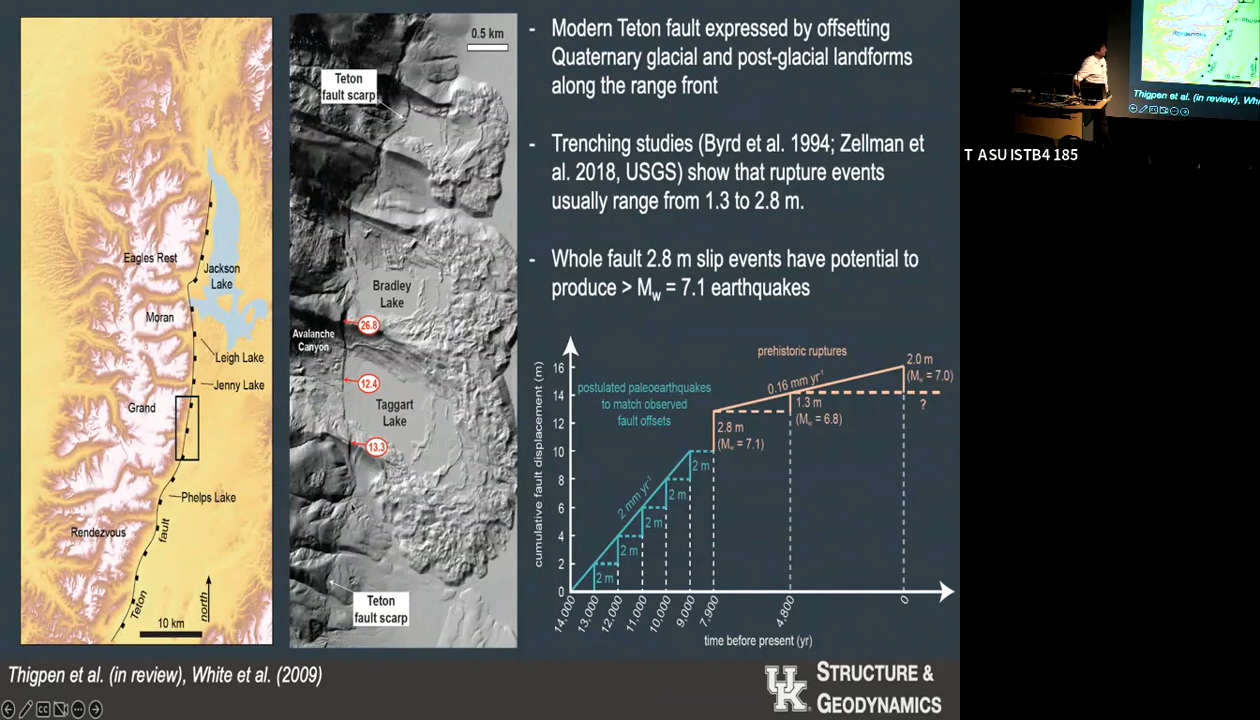 Eagles Rest
Jackson
Lake
Moran
Leigh Lake
Jenny Lake
Grand
Phelps Lake
Rendezvous
fault
Teton
north
10 km
0.5 km
Teton
fault scarp
Bradley
Lake
26.8
Avalanche
Canyon
12.4
Taggart
Lake
13.3
Teton
fault scarp
- Modern Teton fault expressed by offsetting
Quaternary glacial and post-glacial landforms
along the range front
- Trenching studies (Byrd et al. 1994; Zellman et
al. 2018, USGS) show that rupture events
usually range from 1.3 to 2.8 m.
- Whole fault 2.8 m slip events have potential to
produce > Mw = 7.1 earthquakes
cumulative fault displacement (m)
16
14
12
10
8
6
4
2
0
postulated paleoearthquakes
to match observed
fault offsets
prehistoric ruptures
2 mm yr-1
2 m
2 m
2 m
2 m
2 m
0.16 mm yr-1
2.8 m
(Mw = 7.1)
1.3 m
(Mw = 6.8)
2.0 m
(Mw = 7.0)
?
14,000
13,000
12,000
11,000
10,000
9,000
7,900
4,800
0
time before present (yr)
Thigpen et al. (in review), White et al. (2009)
UK
STRUCTURE &
GEODYNAMICS
Rendezvous
Thigpen et al. (in review), White
T ASU ISTB4 185